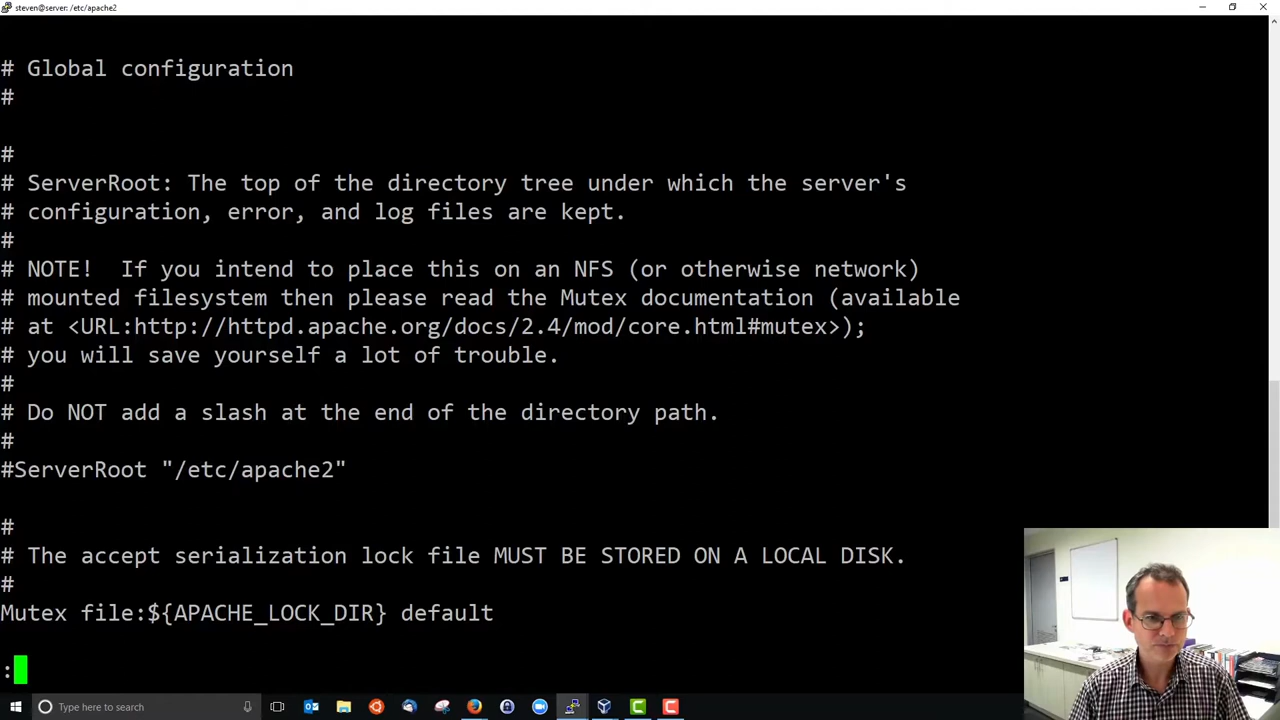 steven@server: /etc/apache2
# Global configuration
#
#
# ServerRoot: The top of the directory tree under which the server's
# configuration, error, and log files are kept.
#
# NOTE!  If you intend to place this on an NFS (or otherwise network)
# mounted filesystem then please read the Mutex documentation (available
# at <URL:http://httpd.apache.org/docs/2.4/mod/core.html#mutex>);
# you will save yourself a lot of trouble.
#
# Do NOT add a slash at the end of the directory path.
#
#ServerRoot "/etc/apache2"
#
# The accept serialization lock file MUST BE STORED ON A LOCAL DISK.
#
Mutex file:${APACHE_LOCK_DIR} default
:
Type here to search